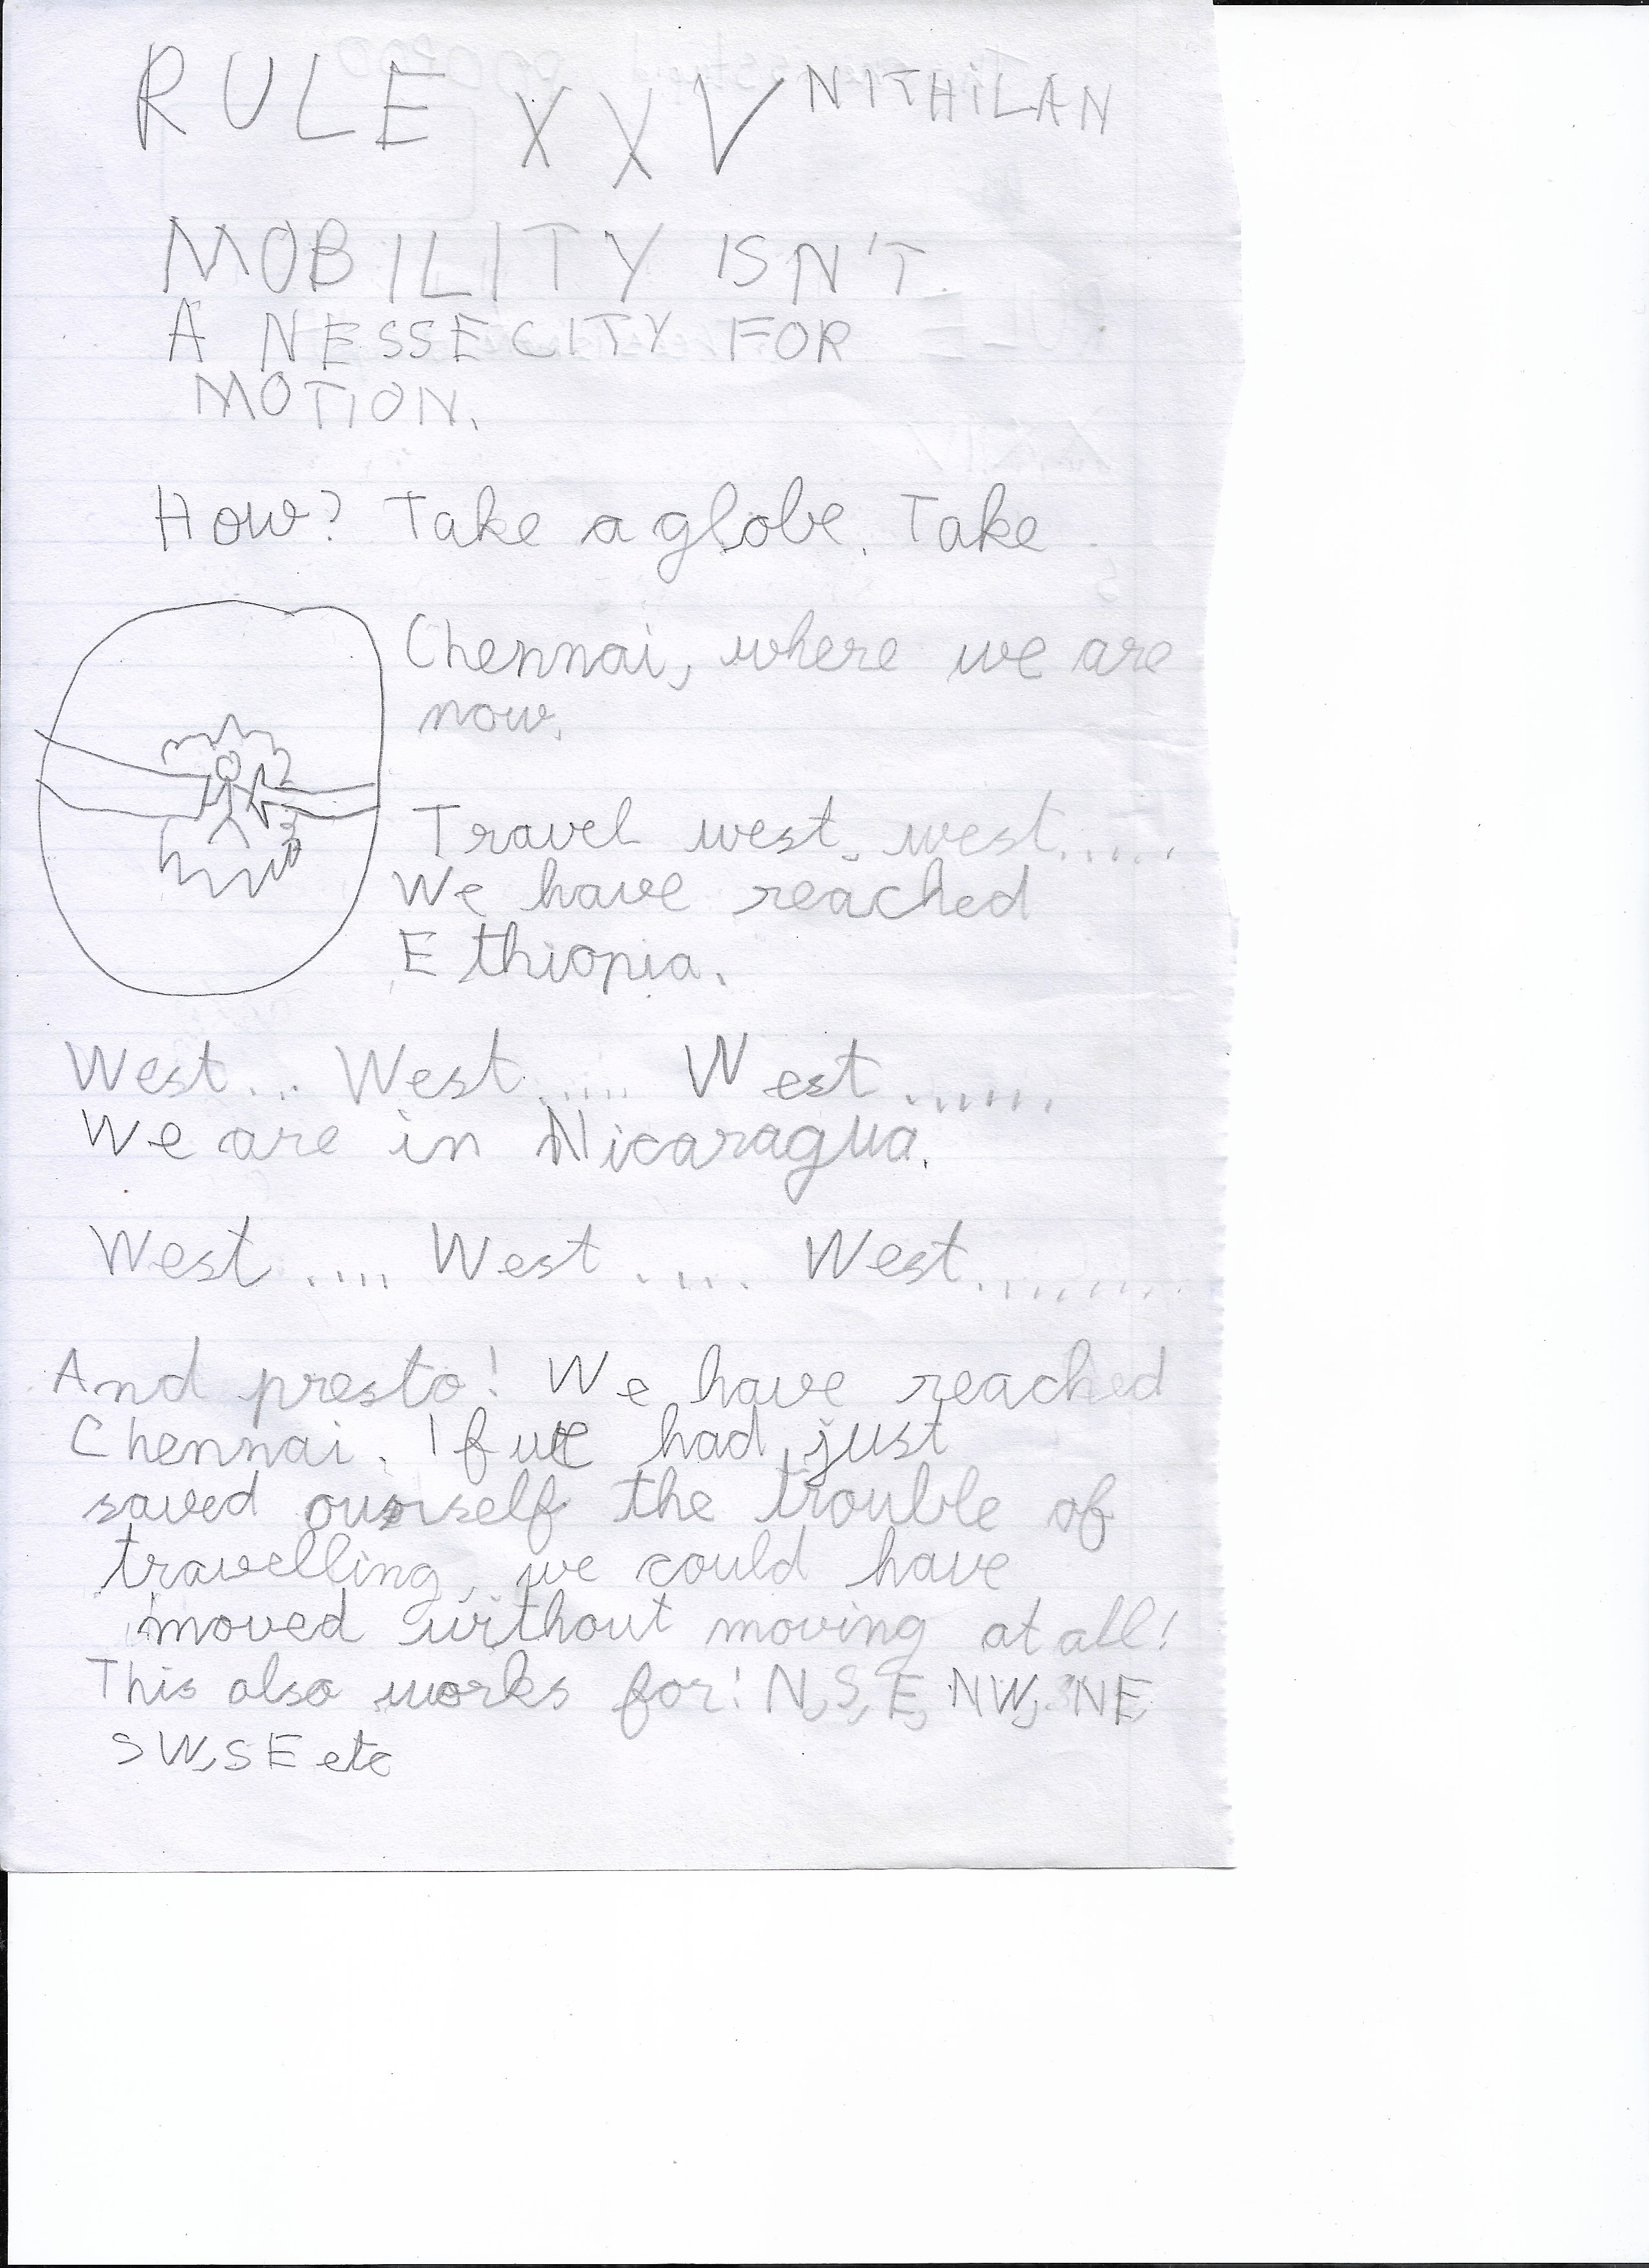 RULE XXV NITHILAN
MOBILITY ISN'T
A NESSECITY FOR
MOTION.
How? Take a globe. Take
Chennai, where we are
now.
Travel west. west......
We have reached
Ethiopia.
West... West..... West.......
We are in Nicaragua.
West.... West..... West.........
And presto! We have reached
Chennai. If we had just
saved ourself the trouble of
travelling, we could have
moved without moving at all!
This also works for: N, S, E, NW, NE,
SW, SE etc